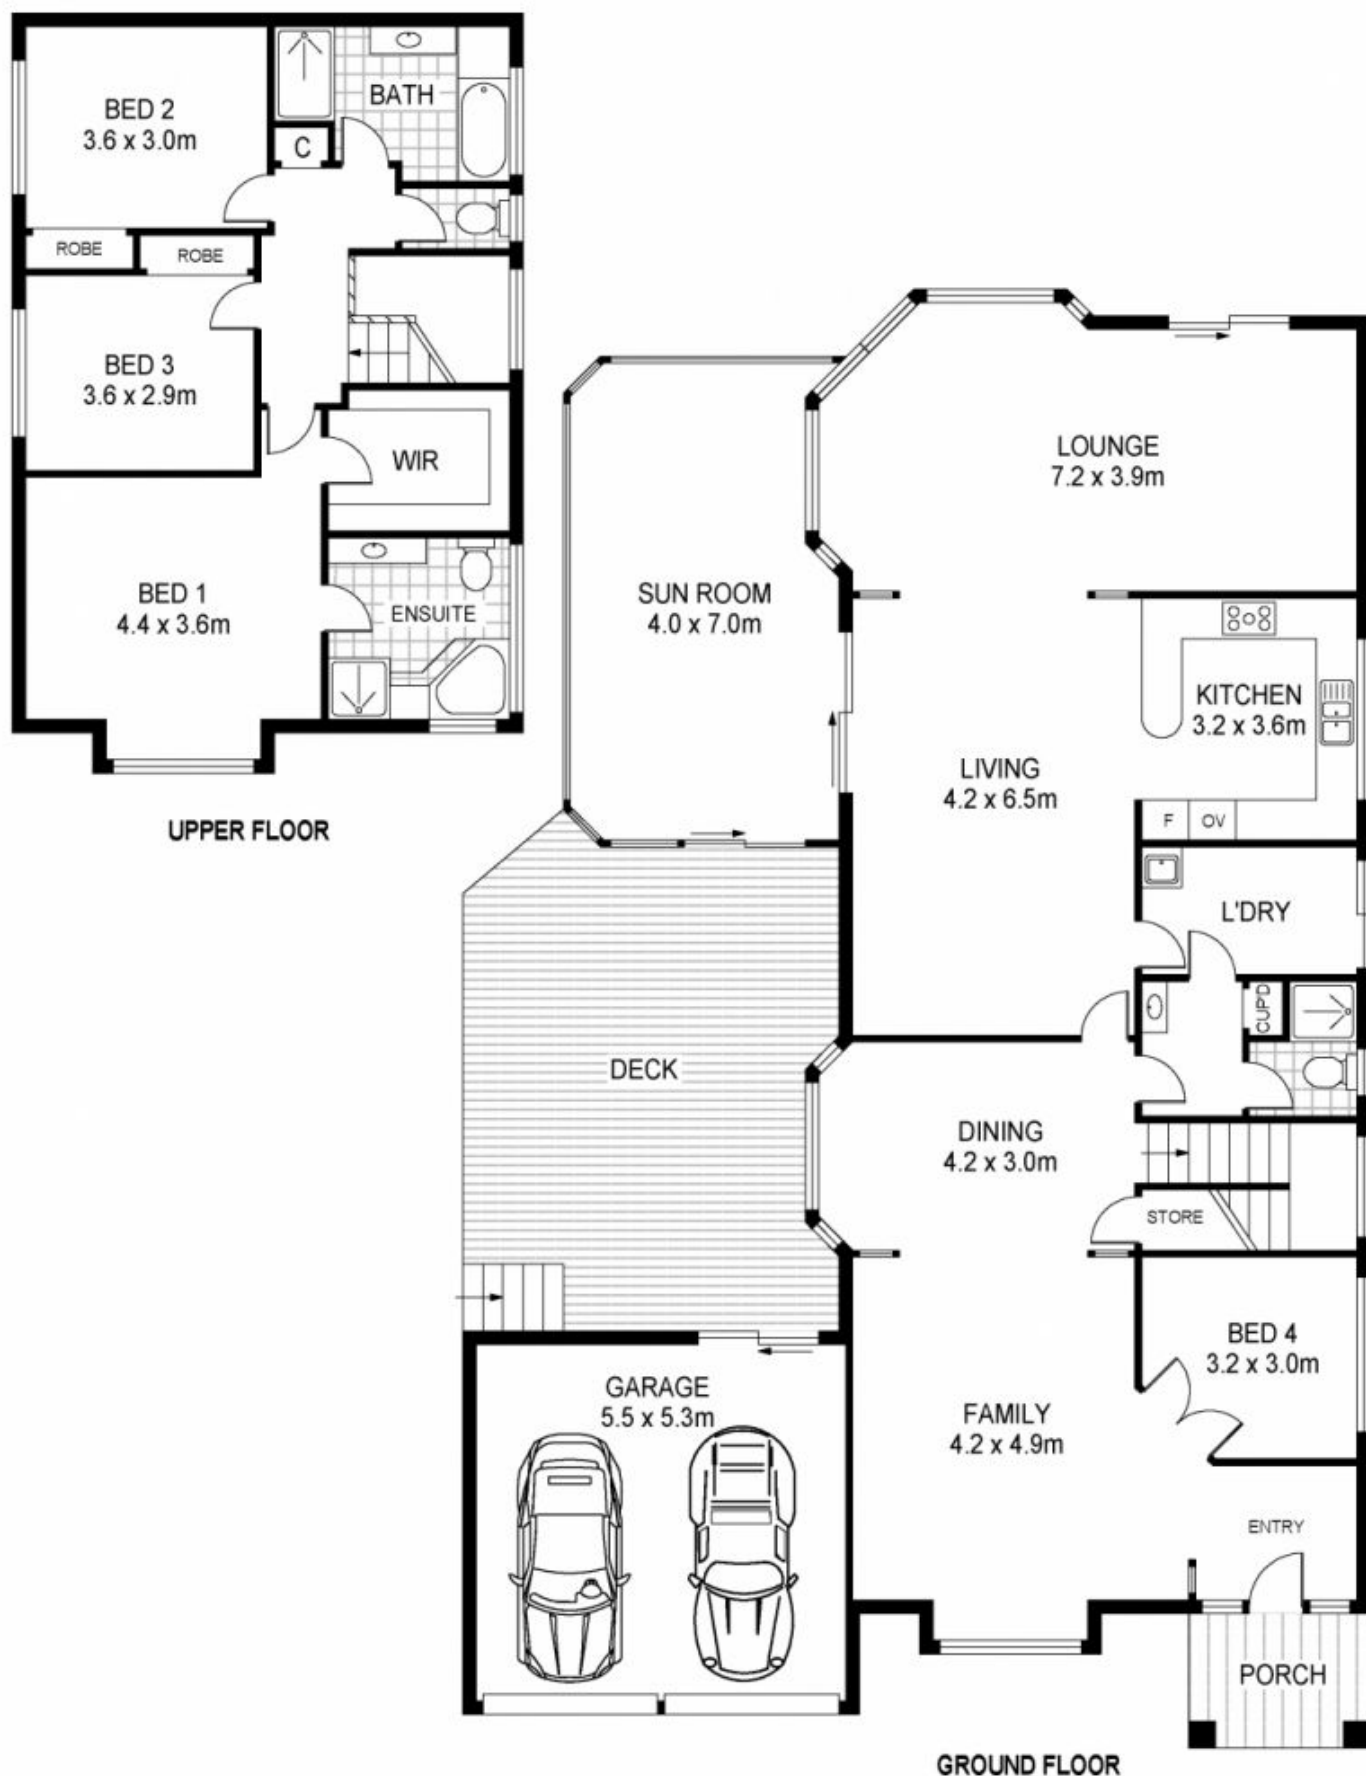 BED 2
3.6 x 3.0m
BATH
C
ROBE
ROBE
BED 3
3.6 x 2.9m
WIR
BED 1
4.4 x 3.6m
ENSUITE
UPPER FLOOR
LOUNGE
7.2 x 3.9m
SUN ROOM
4.0 x 7.0m
KITCHEN
3.2 x 3.6m
LIVING
4.2 x 6.5m
F
OV
L'DRY
CUP'D
DECK
DINING
4.2 x 3.0m
STORE
BED 4
3.2 x 3.0m
GARAGE
5.5 x 5.3m
FAMILY
4.2 x 4.9m
ENTRY
PORCH
GROUND FLOOR